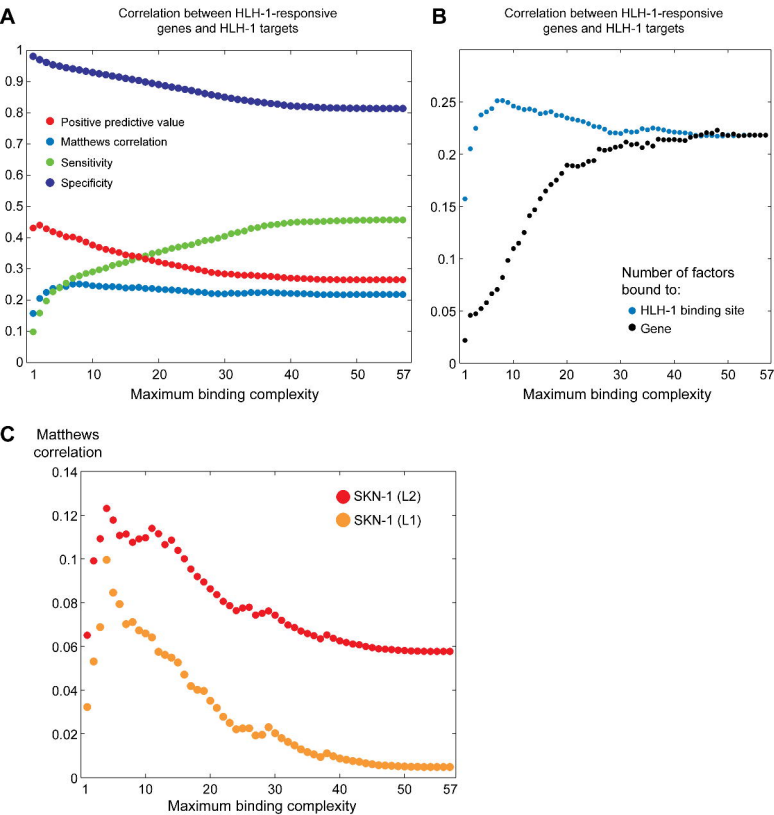 A
Correlation between HLH-1-responsive
genes and HLH-1 targets
1
0.9
0.8
0.7
0.6
0.5
0.4
0.3
0.2
0.1
0
Positive predictive value
Matthews correlation
Sensitivity
Specificity
1 10 20 30 40 50 57
Maximum binding complexity
B
Correlation between HLH-1-responsive
genes and HLH-1 targets
0.25
0.2
0.15
0.1
0.05
0
Number of factors
bound to:
HLH-1 binding site
Gene
1 10 20 30 40 50 57
Maximum binding complexity
C
Matthews
correlation
0.14
0.12
0.1
0.08
0.06
0.04
0.02
0
SKN-1 (L2)
SKN-1 (L1)
1 10 20 30 40 50 57
Maximum binding complexity